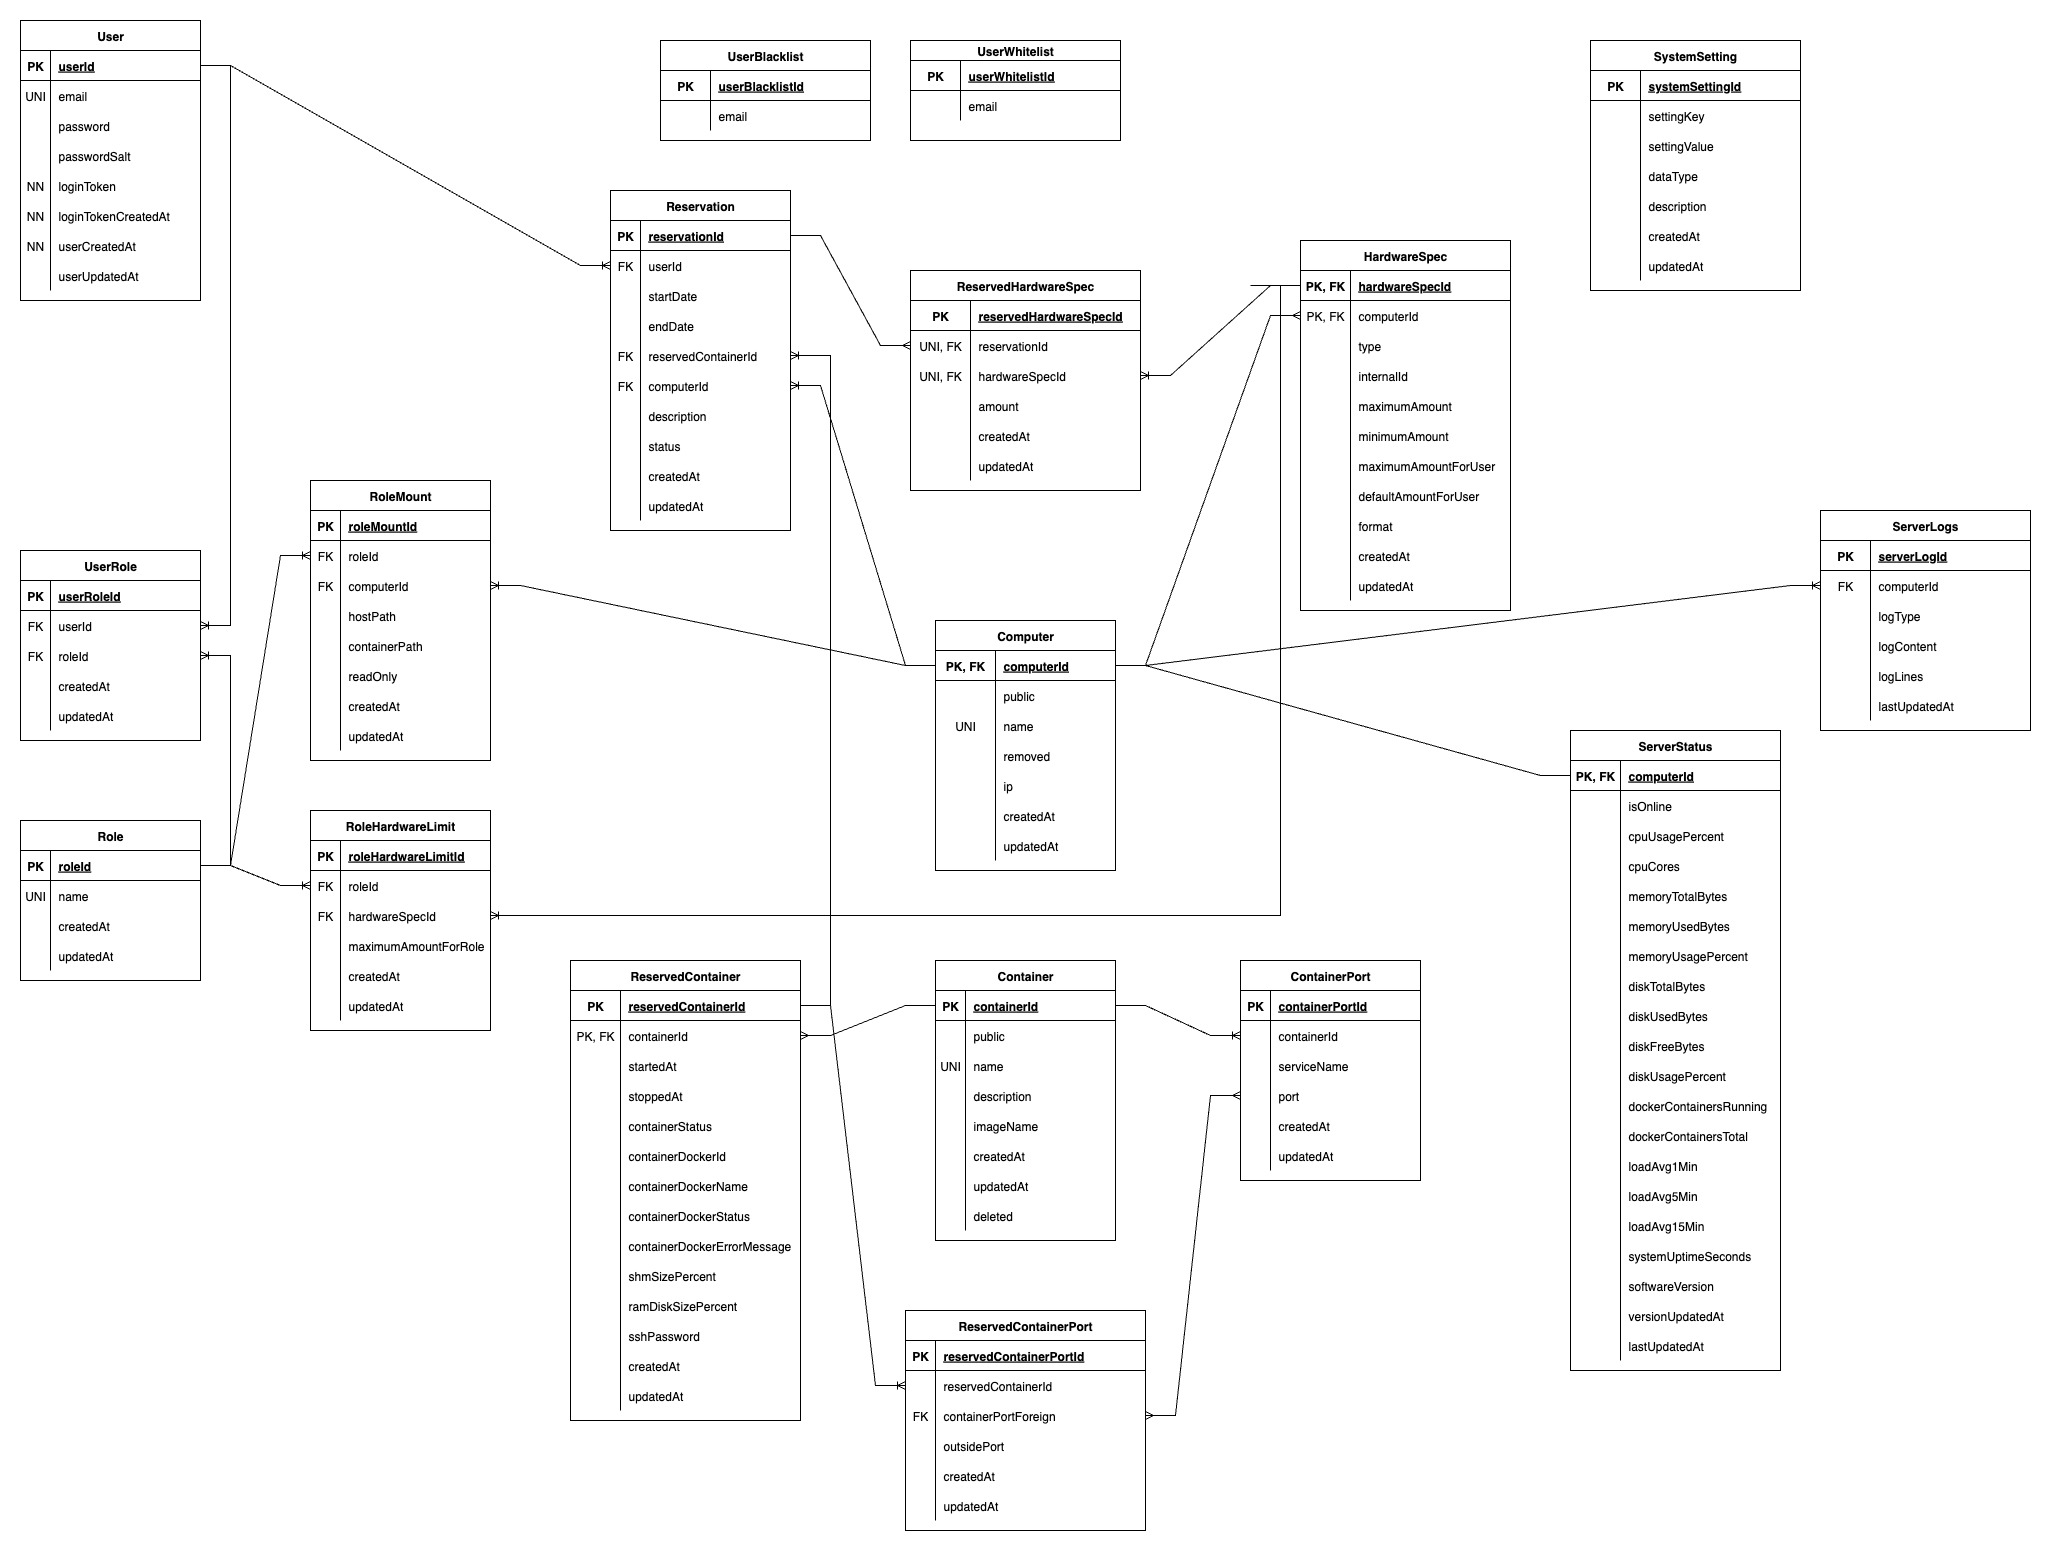 User
PK userId
UNI email
password
passwordSalt
NN loginToken
NN loginTokenCreatedAt
NN userCreatedAt
userUpdatedAt
UserBlacklist
PK userBlacklistId
email
UserWhitelist
PK userWhitelistId
email
SystemSetting
PK systemSettingId
settingKey
settingValue
dataType
description
createdAt
updatedAt
Reservation
PK reservationId
FK userId
startDate
endDate
FK reservedContainerId
FK computerId
description
status
createdAt
updatedAt
ReservedHardwareSpec
PK reservedHardwareSpecId
UNI, FK reservationId
UNI, FK hardwareSpecId
amount
createdAt
updatedAt
HardwareSpec
PK, FK hardwareSpecId
PK, FK computerId
type
internalId
maximumAmount
minimumAmount
maximumAmountForUser
defaultAmountForUser
format
createdAt
updatedAt
RoleMount
PK roleMountId
FK roleId
FK computerId
hostPath
containerPath
readOnly
createdAt
updatedAt
ServerLogs
PK serverLogId
FK computerId
logType
logContent
logLines
lastUpdatedAt
UserRole
PK userRoleId
FK userId
FK roleId
createdAt
updatedAt
Computer
PK, FK computerId
public
UNI name
removed
ip
createdAt
updatedAt
ServerStatus
PK, FK computerId
isOnline
cpuUsagePercent
cpuCores
memoryTotalBytes
memoryUsedBytes
memoryUsagePercent
diskTotalBytes
diskUsedBytes
diskFreeBytes
diskUsagePercent
dockerContainersRunning
dockerContainersTotal
loadAvg1Min
loadAvg5Min
loadAvg15Min
systemUptimeSeconds
softwareVersion
versionUpdatedAt
lastUpdatedAt
Role
PK roleId
UNI name
createdAt
updatedAt
RoleHardwareLimit
PK roleHardwareLimitId
FK roleId
FK hardwareSpecId
maximumAmountForRole
createdAt
updatedAt
ReservedContainer
PK reservedContainerId
PK, FK containerId
startedAt
stoppedAt
containerStatus
containerDockerId
containerDockerName
containerDockerStatus
containerDockerErrorMessage
shmSizePercent
ramDiskSizePercent
sshPassword
createdAt
updatedAt
Container
PK containerId
public
UNI name
description
imageName
createdAt
updatedAt
deleted
ContainerPort
PK containerPortId
containerId
serviceName
port
createdAt
updatedAt
ReservedContainerPort
PK reservedContainerPortId
reservedContainerId
FK containerPortForeign
outsidePort
createdAt
updatedAt